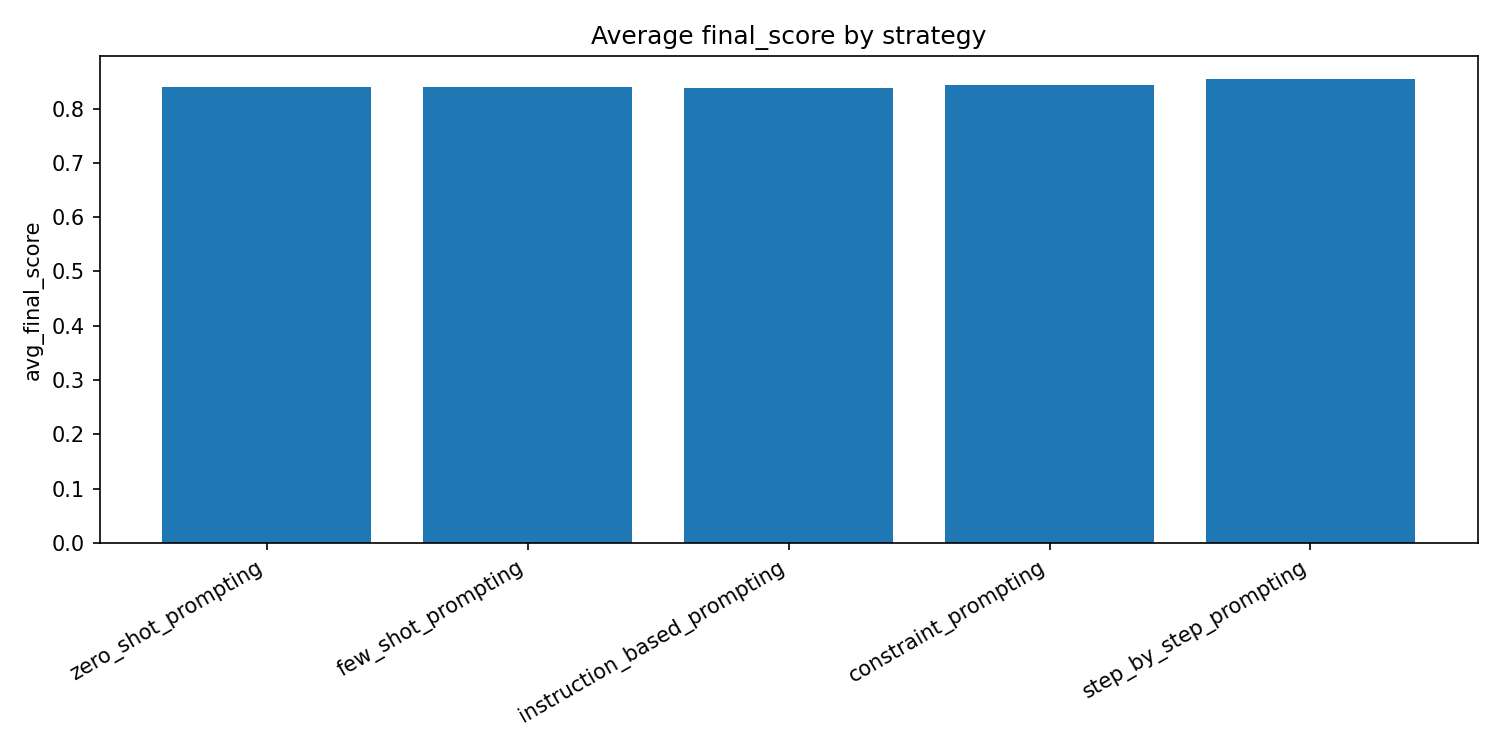 Average final_score by strategy
avg_final_score
0.8
0.7
0.6
0.5
0.4
0.3
0.2
0.1
0.0
zero_shot_prompting
few_shot_prompting
instruction_based_prompting
constraint_prompting
step_by_step_prompting